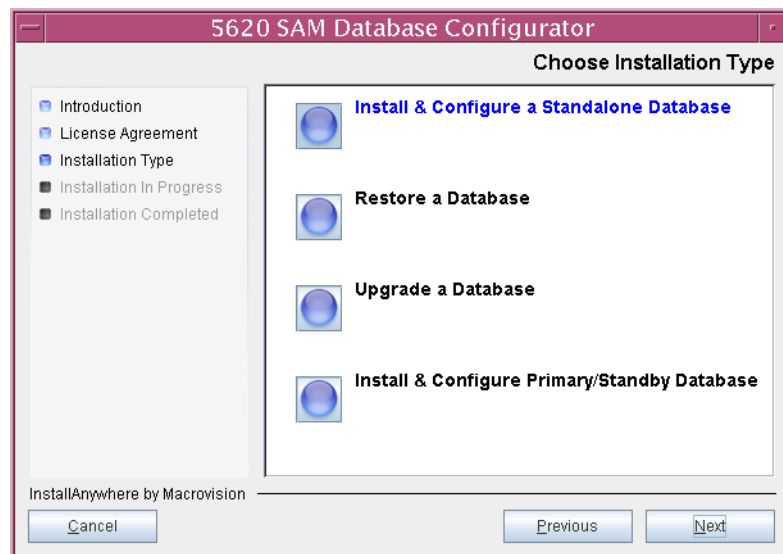 5620 SAM Database Configurator
Choose Installation Type
Introduction
License Agreement
Installation Type
Installation In Progress
Installation Completed
Install & Configure a Standalone Database
Restore a Database
Upgrade a Database
Install & Configure Primary/Standby Database
InstallAnywhere by Macrovision
Cancel
Previous
Next